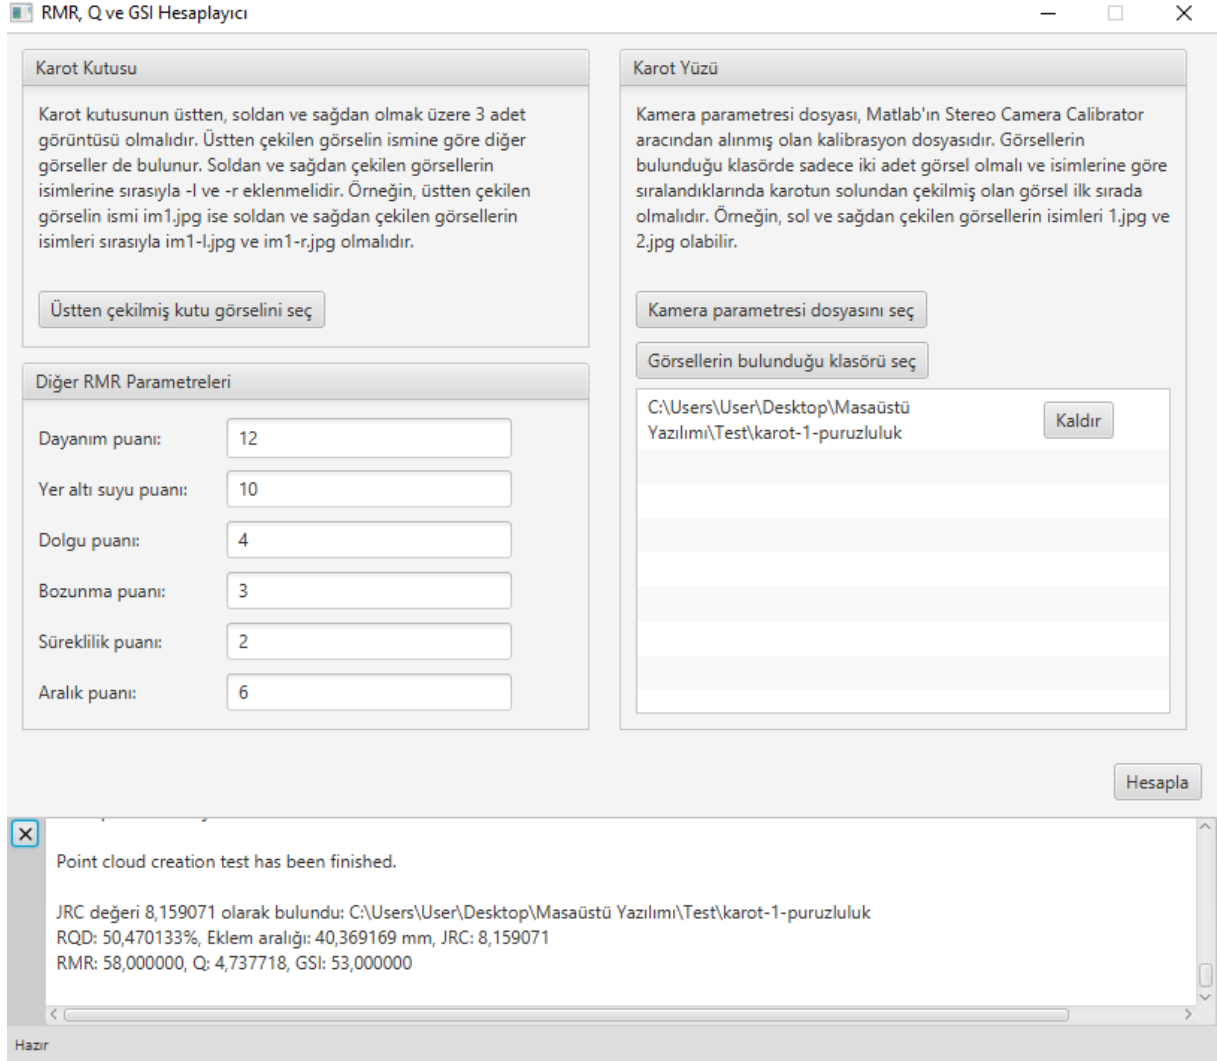 RMR, Q ve GSI Hesaplayıcı
Karot Kutusu
Karot kutusunun üstten, soldan ve sağdan olmak üzere 3 adet
görüntüsü olmalıdır. Üstten çekilen görselin ismine göre diğer
görseller de bulunur. Soldan ve sağdan çekilen görsellerin
isimlerine sırasıyla -l ve -r eklenmelidir. Örneğin, üstten çekilen
görselin ismi im1.jpg ise soldan ve sağdan çekilen görsellerin
isimleri sırasıyla im1-l.jpg ve im1-r.jpg olmalıdır.
Üstten çekilmiş kutu görselini seç
Diğer RMR Parametreleri
Dayanım puanı: 12
Yer altı suyu puanı: 10
Dolgu puanı: 4
Bozunma puanı: 3
Süreklilik puanı: 2
Aralık puanı: 6
Karot Yüzü
Kamera parametresi dosyası, Matlab'ın Stereo Camera Calibrator
aracından alınmış olan kalibrasyon dosyasıdır. Görsellerin
bulunduğu klasörde sadece iki adet görsel olmalı ve isimlerine göre
sıralandıklarında karotun solundan çekilmiş olan görsel ilk sırada
olmalıdır. Örneğin, sol ve sağdan çekilen görsellerin isimleri 1.jpg ve
2.jpg olabilir.
Kamera parametresi dosyasını seç
Görsellerin bulunduğu klasörü seç
C:\Users\User\Desktop\Masaüstü
Yazılımı\Test\karot-1-puruzluluk
Kaldır
Hesapla
Point cloud creation test has been finished.
JRC değeri 8,159071 olarak bulundu: C:\Users\User\Desktop\Masaüstü Yazılımı\Test\karot-1-puruzluluk
RQD: 50,470133%, Eklem aralığı: 40,369169 mm, JRC: 8,159071
RMR: 58,000000, Q: 4,737718, GSI: 53,000000
Hazır